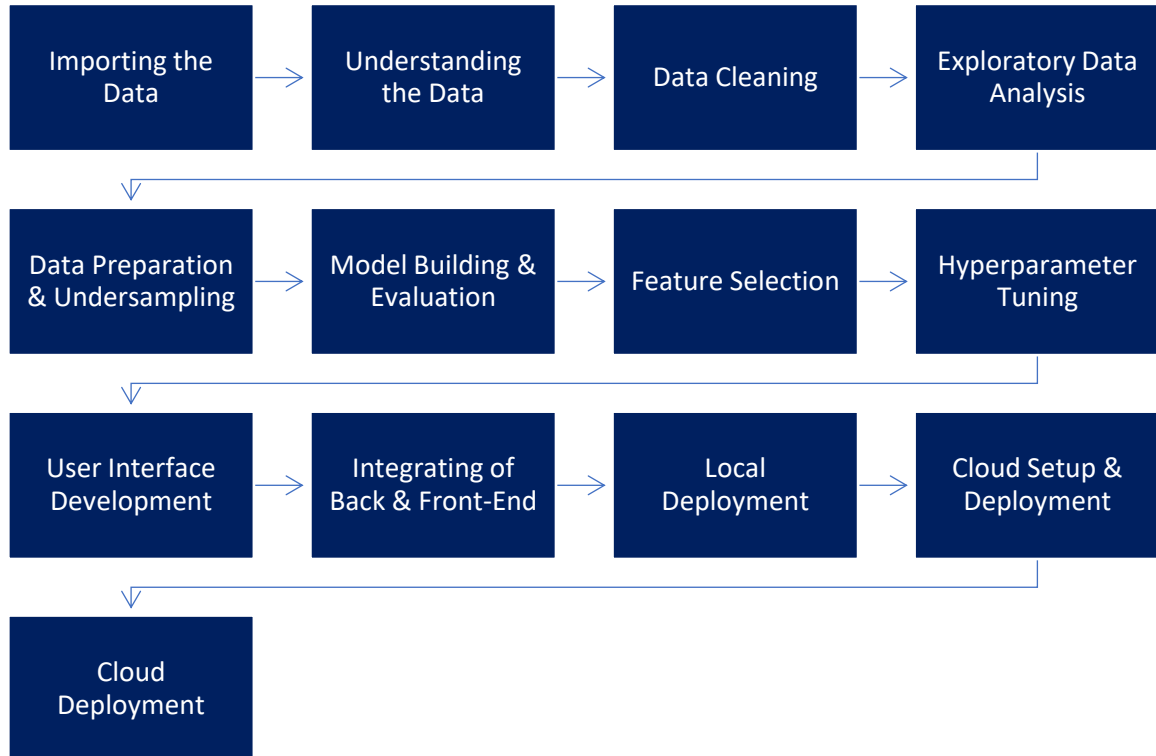 Importing the
Data
Understanding
the Data
Data Cleaning
Exploratory Data
Analysis
Data Preparation
& Undersampling
Model Building &
Evaluation
Feature Selection
Hyperparameter
Tuning
User Interface
Development
Integrating of
Back & Front-End
Local
Deployment
Cloud Setup &
Deployment
Cloud
Deployment